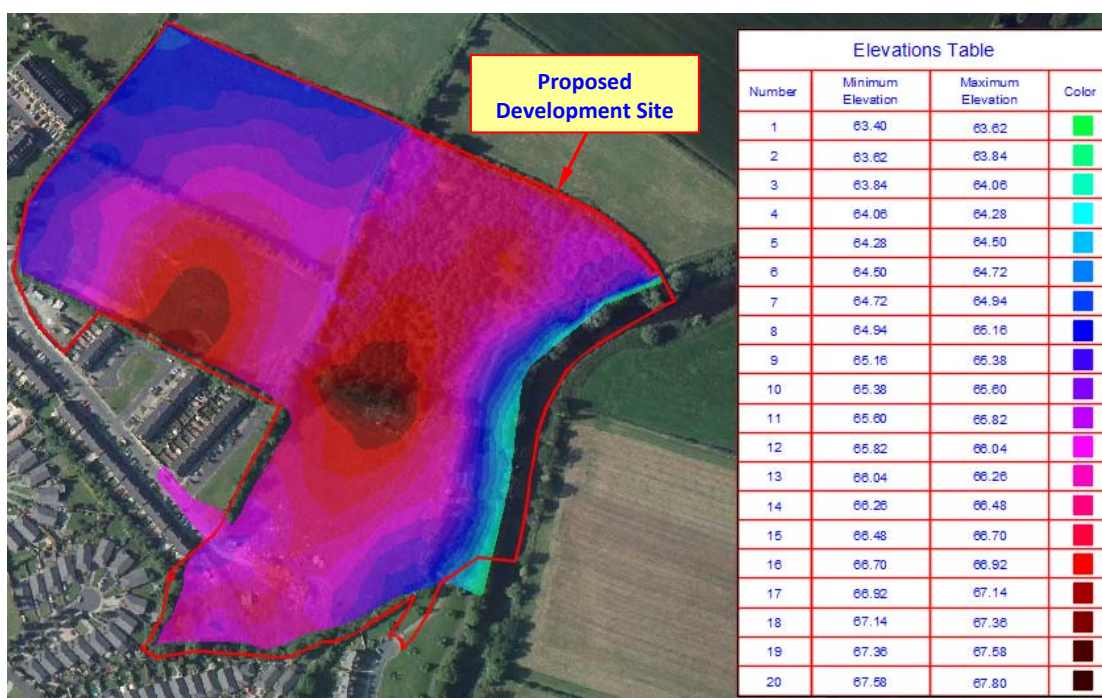 Proposed
Development Site
Elevations Table
Number Minimum Elevation Maximum Elevation Color
1 63.40 63.62
2 63.62 63.84
3 63.84 64.06
4 64.06 64.28
5 64.28 64.50
6 64.50 64.72
7 64.72 64.94
8 64.94 65.16
9 65.16 65.38
10 65.38 65.60
11 65.60 65.82
12 65.82 66.04
13 66.04 66.26
14 66.26 66.48
15 66.48 66.70
16 66.70 66.92
17 66.92 67.14
18 67.14 67.36
19 67.36 67.58
20 67.58 67.80